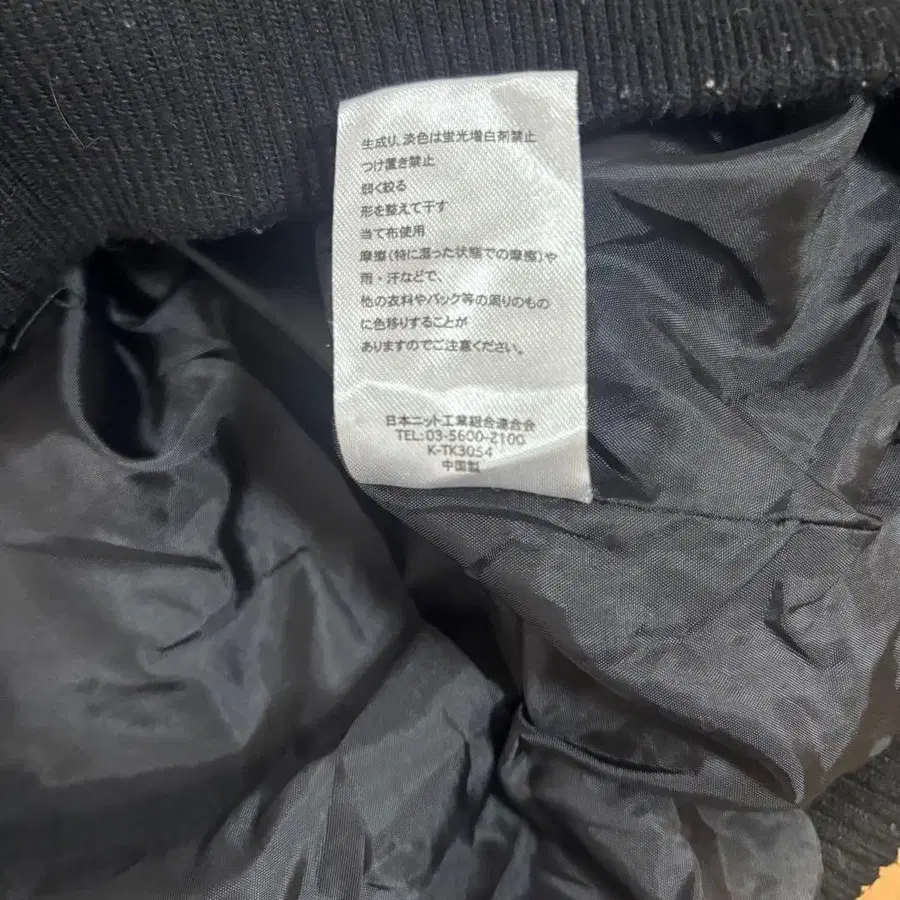 生成り、淡色は蛍光増白剤禁止
つけ置き禁止
弱く絞る
形を整えて干す
当て布使用
摩擦(特に湿った状態での摩擦)や
雨・汗などで、
他の衣料やバック等の周りのもの
に色移りすることが
ありますのでご注意ください。
日本ニット工業組合連合会
TEL:03-5600-2100
K-TK3054
中国製